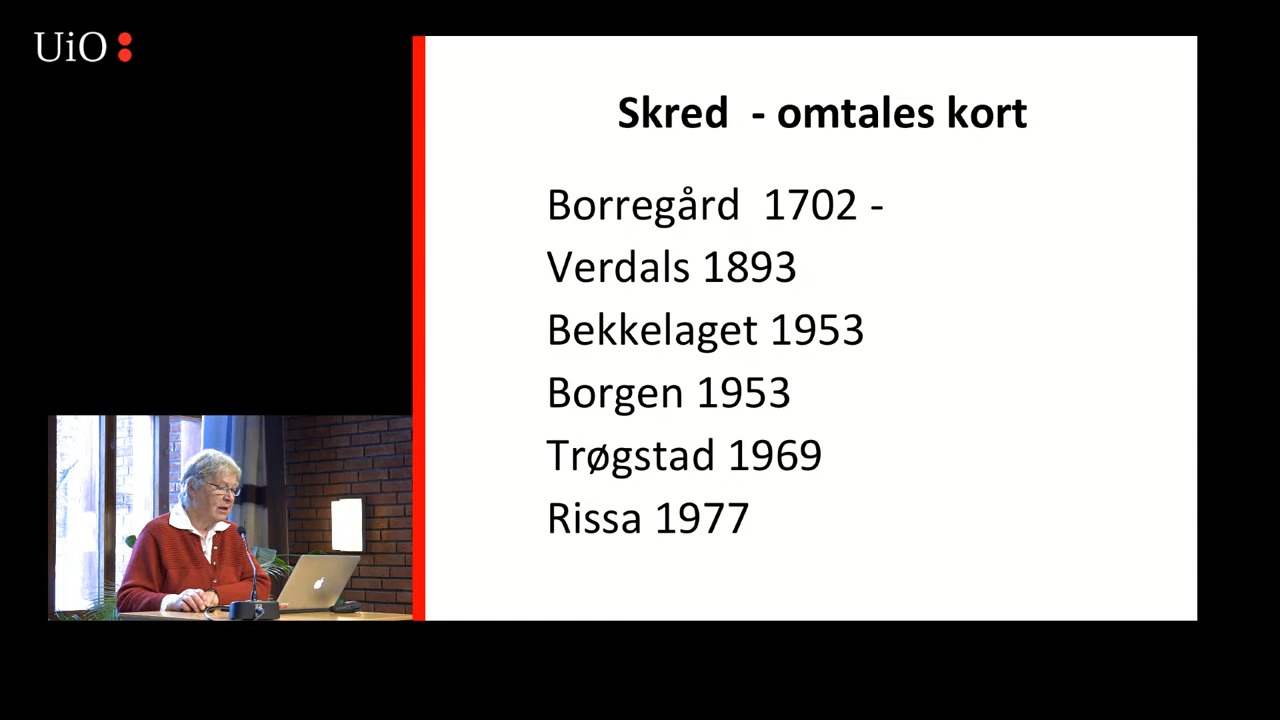 UiO:
Skred - omtales kort
Borregård 1702 -
Verdals 1893
Bekkelaget 1953
Borgen 1953
Trøgstad 1969
Rissa 1977